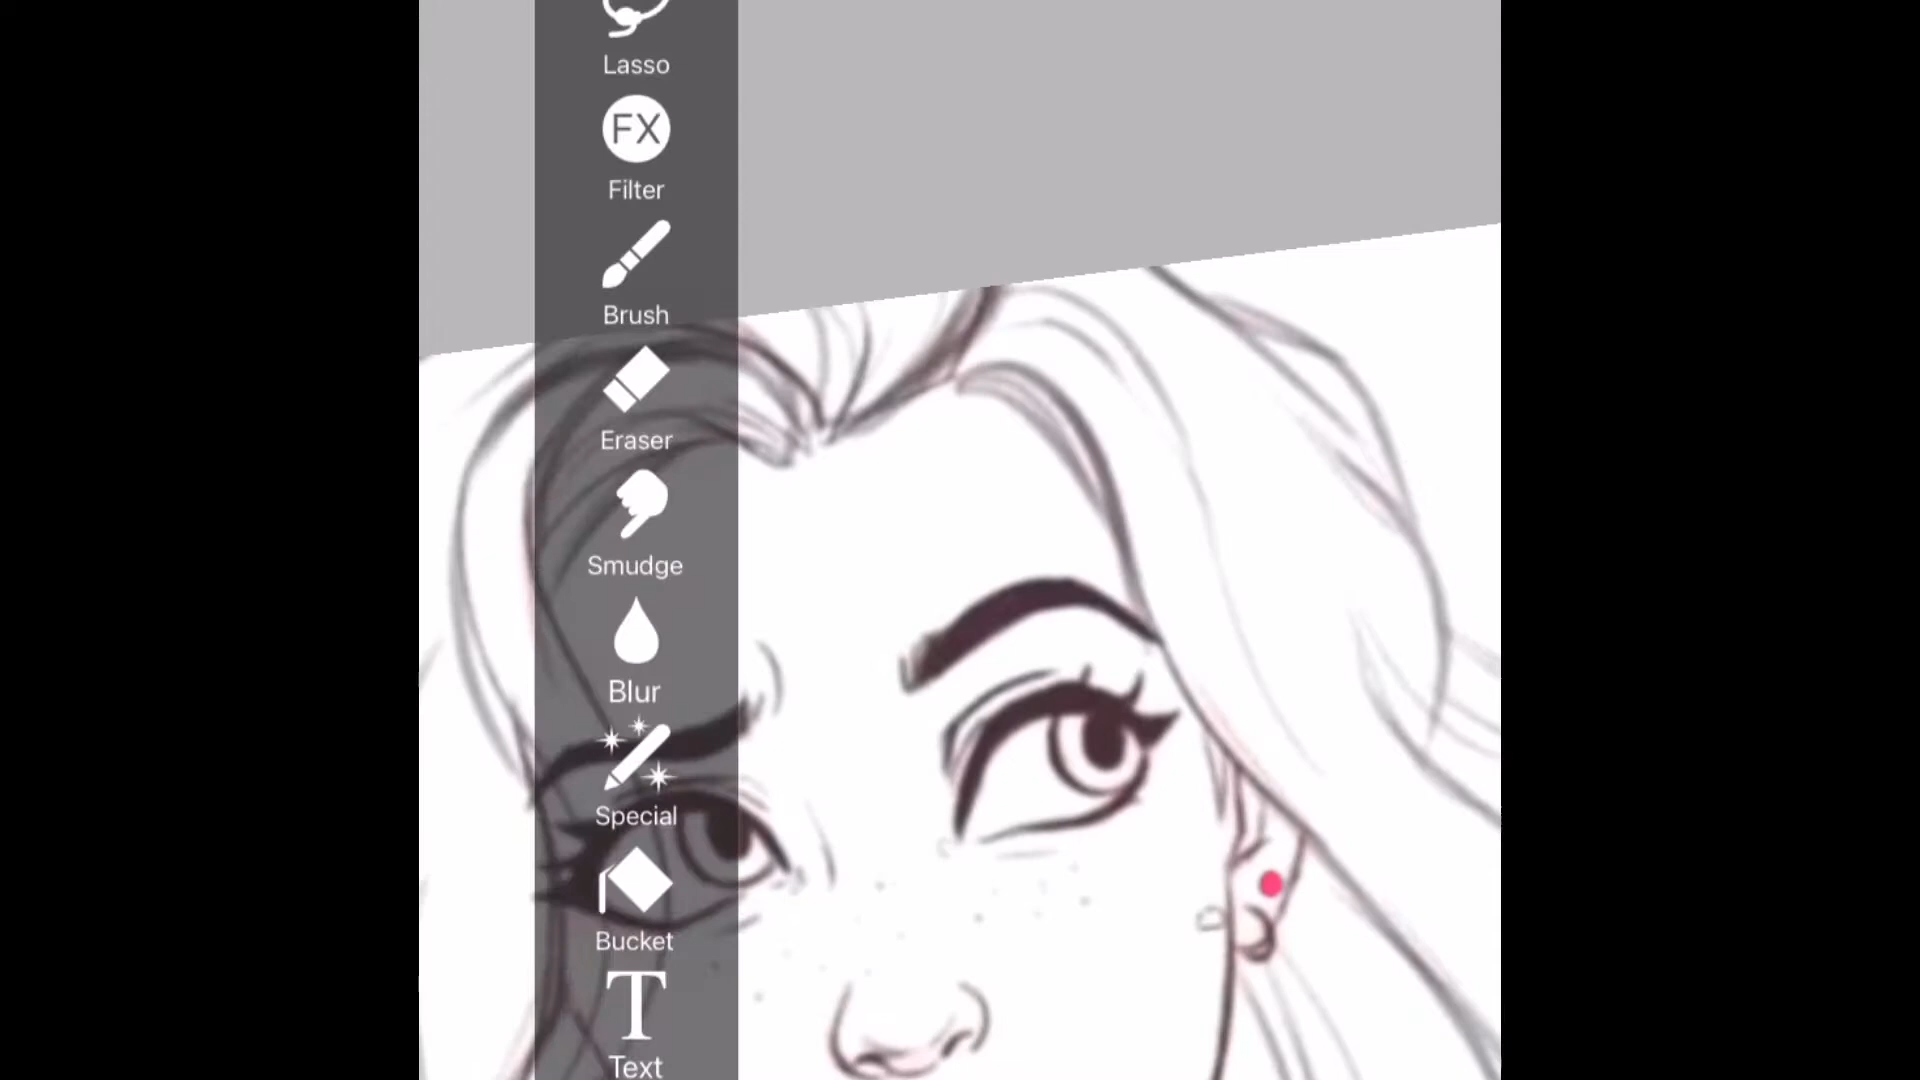 Lasso
FX
Filter
Brush
Eraser
Smudge
Blur
Special
Bucket
T
Text